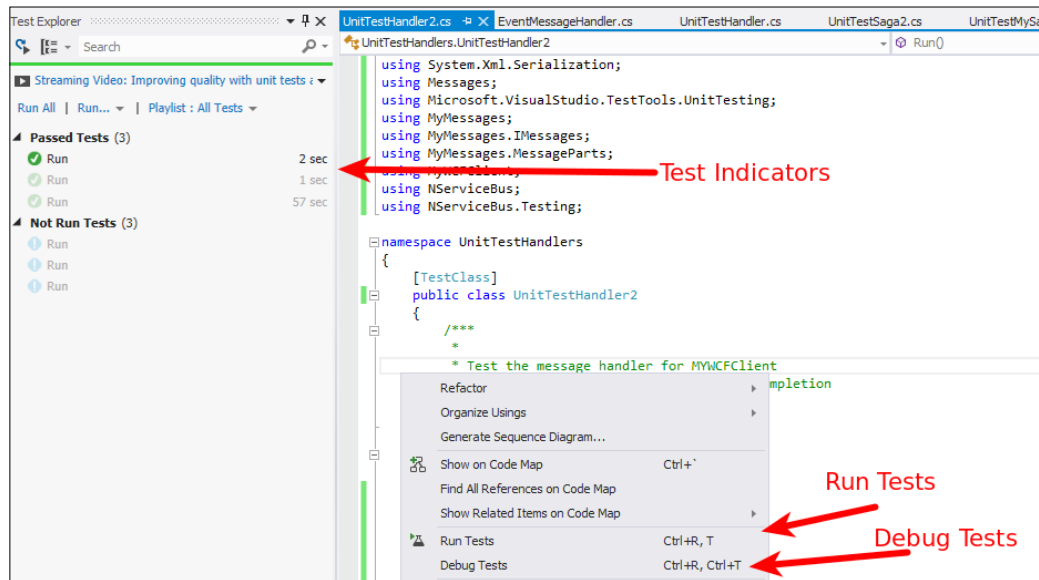 Test Explorer
UnitTestHandler2.cs EventMessageHandler.cs UnitTestHandler.cs UnitTestSaga2.cs UnitTestMySa
Search
UnitTestHandlers.UnitTestHandler2 Run()
Streaming Video: Improving quality with unit tests a
Run All | Run... | Playlist : All Tests
Passed Tests (3)
Run 2 sec
Run 1 sec
Run 57 sec
Not Run Tests (3)
Run
Run
Run
using System.Xml.Serialization;
using Messages;
using Microsoft.VisualStudio.TestTools.UnitTesting;
using MyMessages;
using MyMessages.IMessages;
using MyMessages.MessageParts;
using MyWCFClient;
using NServiceBus;
using NServiceBus.Testing;
Test Indicators
namespace UnitTestHandlers
{
[TestClass]
public class UnitTestHandler2
{
/***
*
* Test the message handler for MYWCFClient
mpletion
Refactor
Organize Usings
Generate Sequence Diagram...
Show on Code Map Ctrl+`
Find All References on Code Map
Show Related Items on Code Map
Run Tests Ctrl+R, T
Debug Tests Ctrl+R, Ctrl+T
Run Tests
Debug Tests